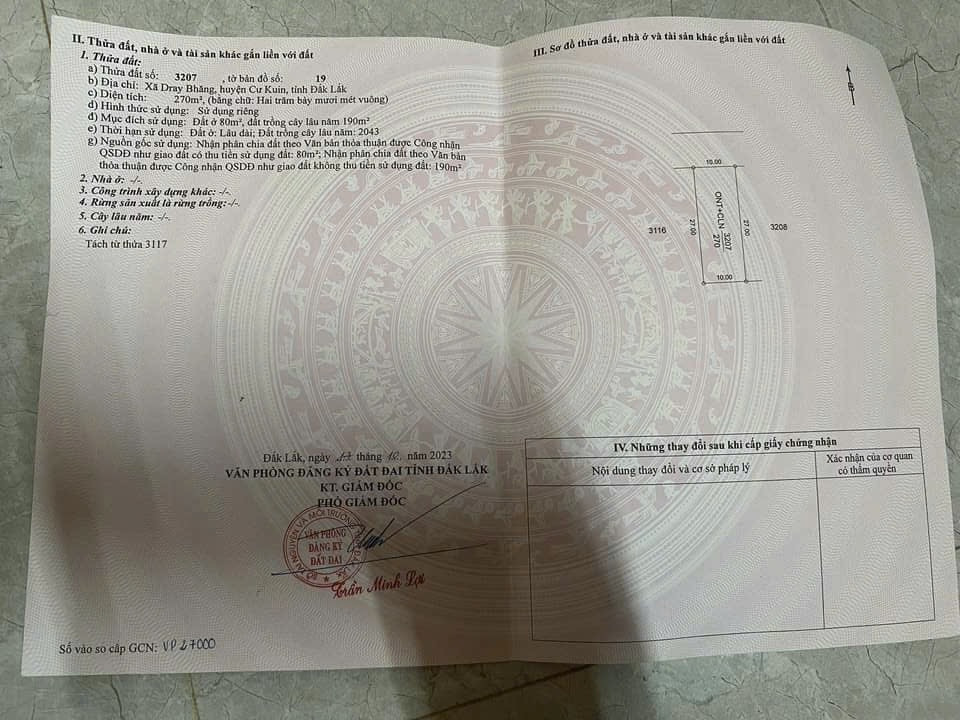 II. Thửa đất, nhà ở và tài sản khác gắn liền với đất
1. Thửa đất:
a) Thửa đất số: 3207 , tờ bản đồ số: 19
b) Địa chỉ: Xã Dray Bhăng, huyện Cư Kuin, tỉnh Đắk Lắk
c) Diện tích: 270m², (bằng chữ: Hai trăm bảy mươi mét vuông)
d) Hình thức sử dụng: Sử dụng riêng
đ) Mục đích sử dụng: Đất ở 80m², đất trồng cây lâu năm 190m²
e) Thời hạn sử dụng: Đất ở: Lâu dài; Đất trồng cây lâu năm: 2043
g) Nguồn gốc sử dụng: Nhận phân chia đất theo Văn bản thỏa thuận được Công nhận
QSDĐ như giao đất có thu tiền sử dụng đất: 80m²; Nhận phân chia đất theo Văn bản
thỏa thuận được Công nhận QSDĐ như giao đất không thu tiền sử dụng đất: 190m²
2. Nhà ở: -/-.
3. Công trình xây dựng khác: -/-.
4. Rừng sản xuất là rừng trồng:-/-.
5. Cây lâu năm: -/-.
6. Ghi chú:
Tách từ thửa 3117
Đắk Lắk, ngày tháng 10 năm 2023
VĂN PHÒNG ĐĂNG KÝ ĐẤT ĐAI TỈNH ĐẮK LẮK
KT. GIÁM ĐỐC
PHÓ GIÁM ĐỐC
VĂN PHÒNG
ĐĂNG KÝ
ĐẤT ĐAI
Trần Minh Lợi
Số vào sổ cấp GCN: VP 27000
III. Sơ đồ thửa đất, nhà ở và tài sản khác gắn liền với đất
10.00
3116
27.00
ONT+CLN 3207
270
27.00
3208
10.00
IV. Những thay đổi sau khi cấp giấy chứng nhận
Nội dung thay đổi và cơ sở pháp lý
Xác nhận của cơ quan
có thẩm quyền